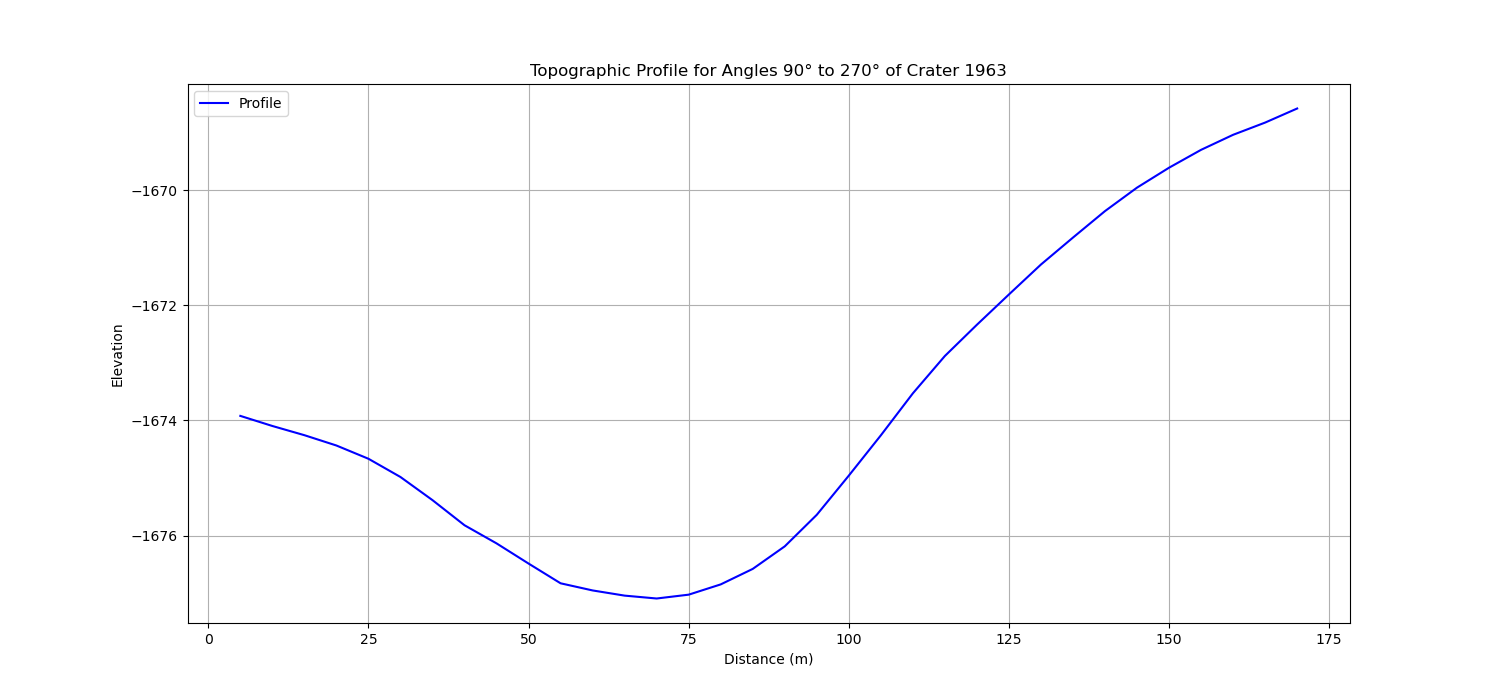 Topographic Profile for Angles 90° to 270° of Crater 1963
Profile
−1670
−1672
−1674
−1676
Elevation
0 25 50 75 100 125 150 175
Distance (m)